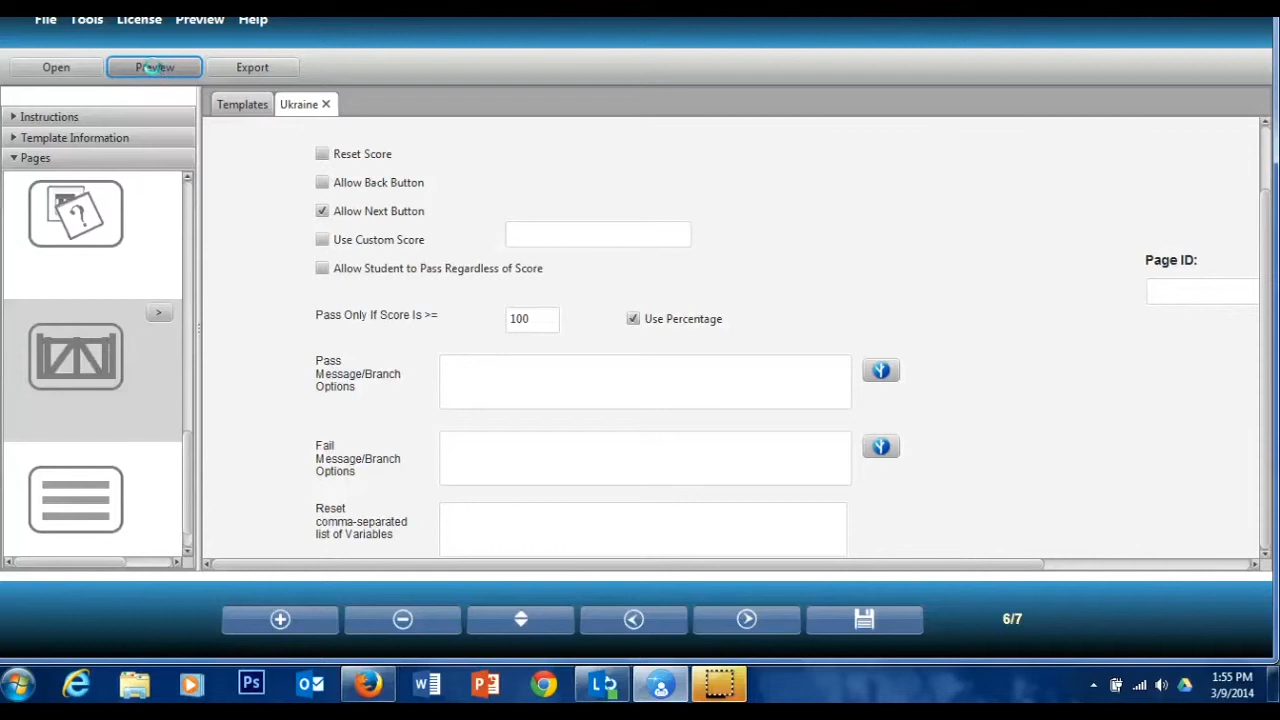 File Tools License Preview Help
Open Preview Export
Templates Ukraine
Instructions
Template Information
Pages
Reset Score
Allow Back Button
Allow Next Button
Use Custom Score
Allow Student to Pass Regardless of Score
Page ID:
Pass Only If Score Is >= 100 Use Percentage
Pass
Message/Branch
Options
Fail
Message/Branch
Options
Reset
comma-separated
list of Variables
>
6/7
Ps W P
1:55 PM
3/9/2014